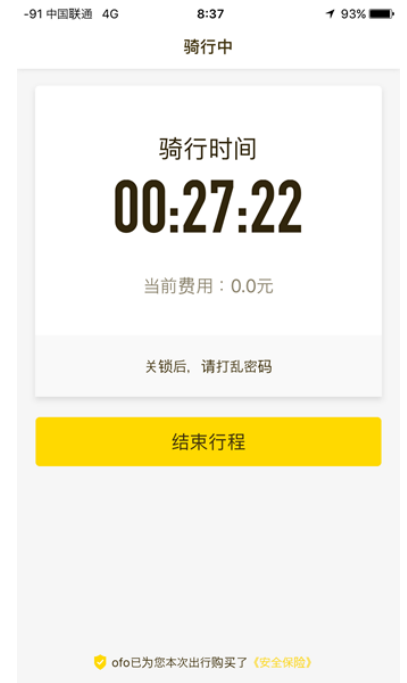 -91 中国联通 4G 8:37 93%
骑行中
骑行时间
00:27:22
当前费用：0.0元
关锁后，请打乱密码
结束行程
ofo已为您本次出行购买了《安全保险》